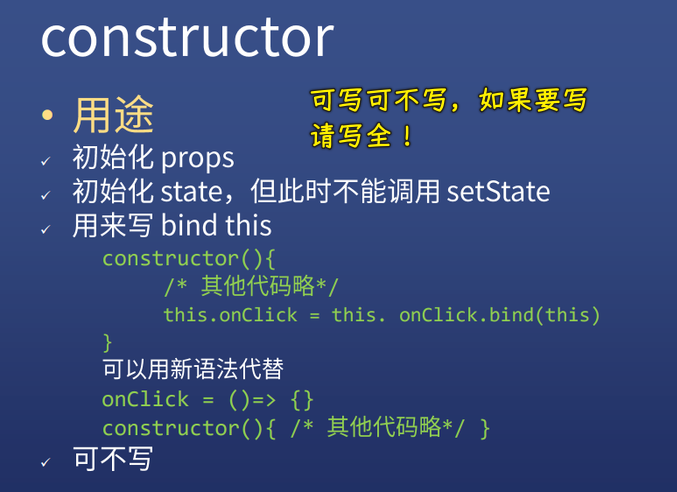 constructor
• 用途
可写可不写，如果要写
请写全！
✓ 初始化 props
✓ 初始化 state，但此时不能调用 setState
✓ 用来写 bind this
constructor(){
/* 其他代码略*/
this.onClick = this. onClick.bind(this)
}
可以用新语法代替
onClick = ()=> {}
constructor(){ /* 其他代码略*/ }
✓ 可不写